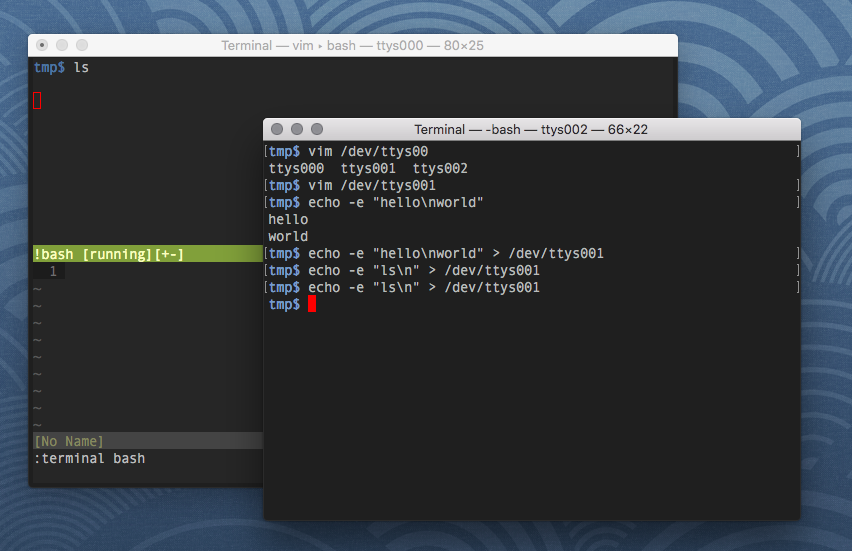 Terminal — vim ▸ bash — ttys000 — 80×25
tmp$ ls
!bash [running][+-]
1
~
~
~
~
~
~
~
~
~
[No Name]
:terminal bash
Terminal — -bash — ttys002 — 66×22
[tmp$ vim /dev/ttys00 ]
ttys000 ttys001 ttys002
[tmp$ vim /dev/ttys001 ]
[tmp$ echo -e "hello\nworld" ]
hello
world
[tmp$ echo -e "hello\nworld" > /dev/ttys001 ]
[tmp$ echo -e "ls\n" > /dev/ttys001 ]
[tmp$ echo -e "ls\n" > /dev/ttys001 ]
tmp$